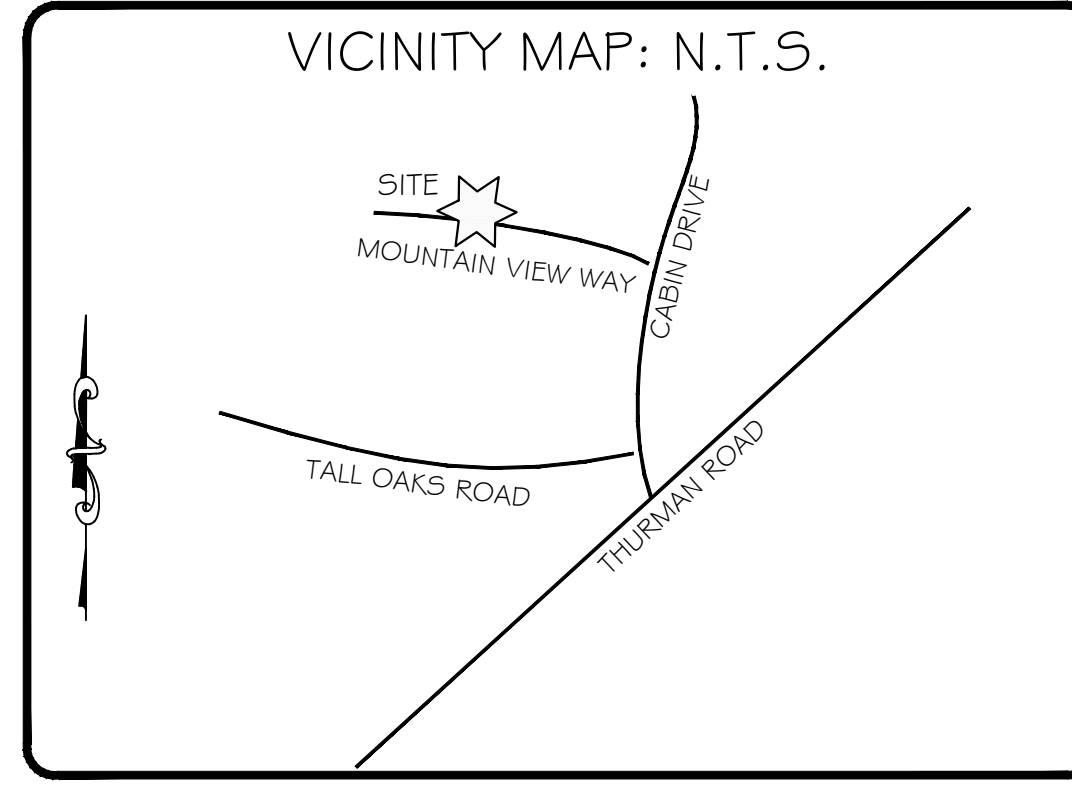 VICINITY MAP: N.T.S.
SITE
MOUNTAIN VIEW WAY
CABIN DRIVE
TALL OAKS ROAD
THURMAN ROAD